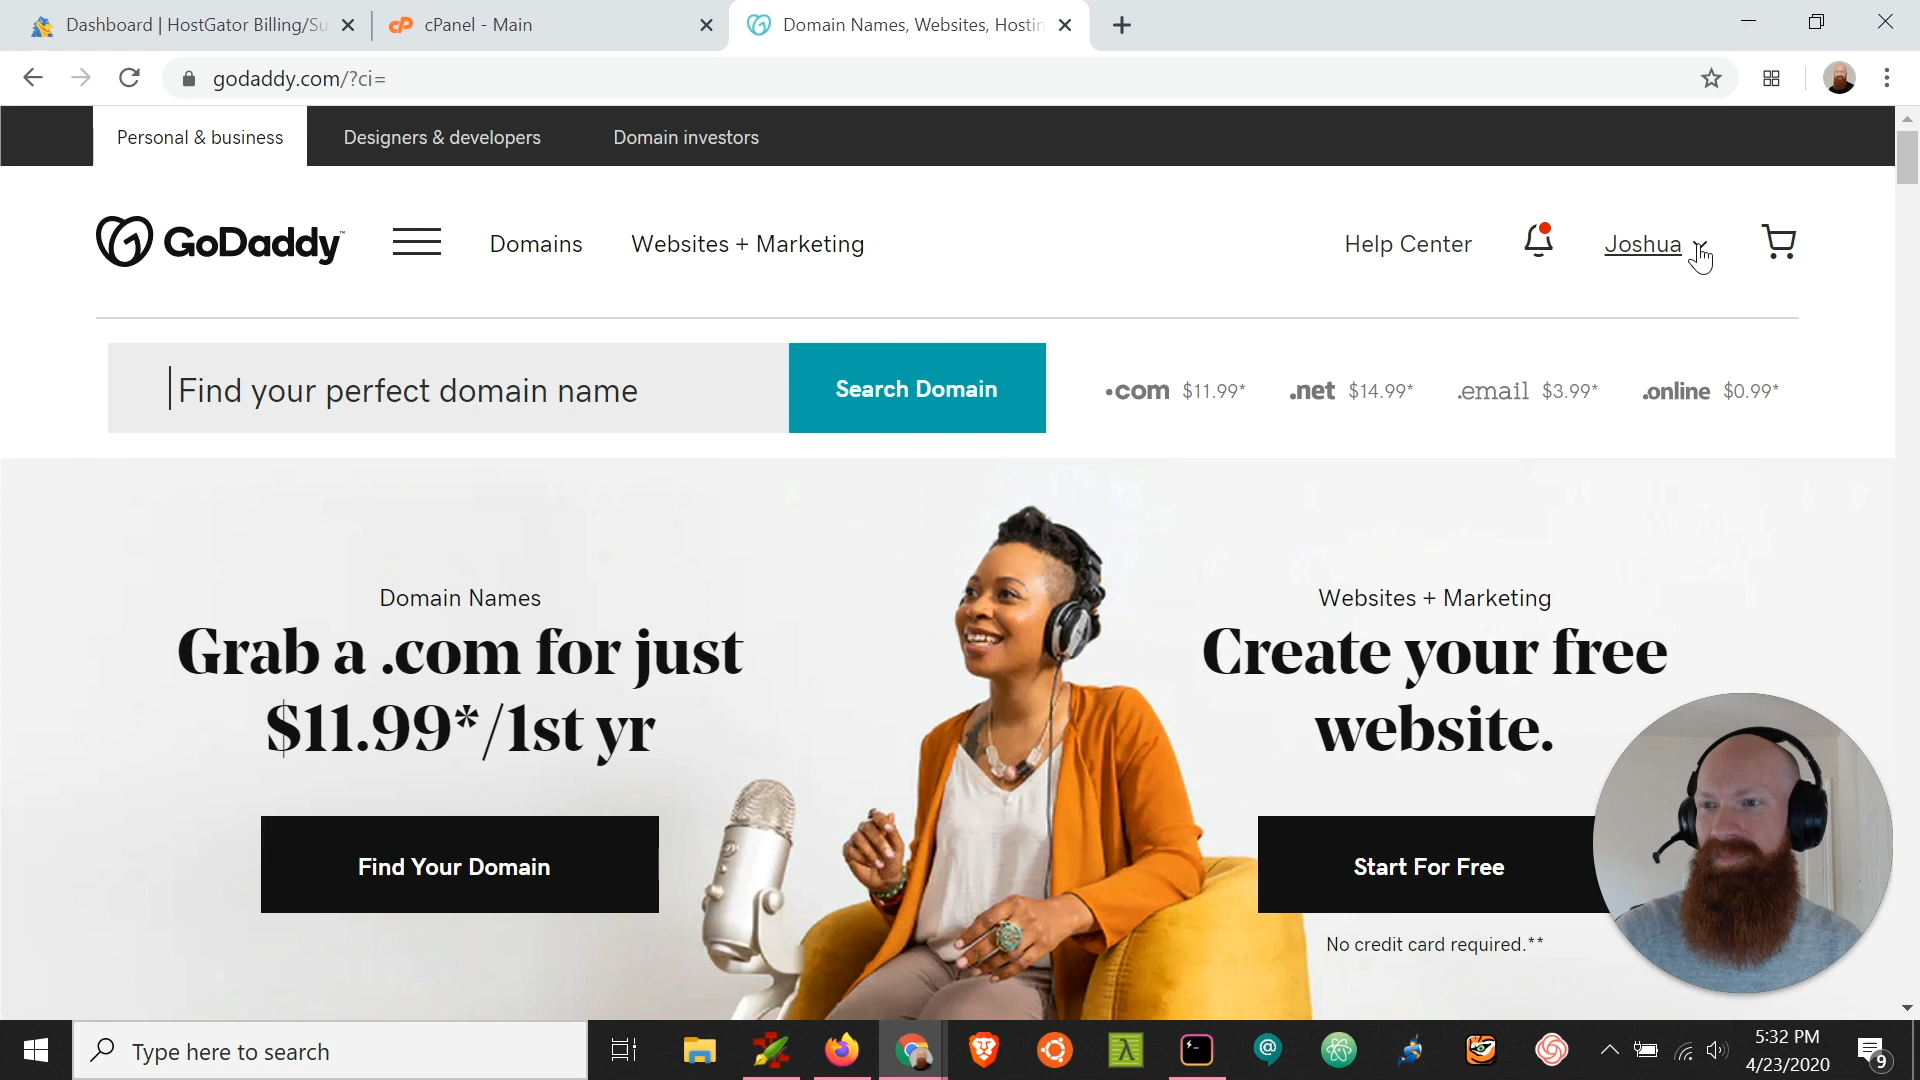 Dashboard | HostGator Billing/Su
cPanel - Main
Domain Names, Websites, Hostin
godaddy.com/?ci=
Personal & business
Designers & developers
Domain investors
GoDaddy™
Domains
Websites + Marketing
Help Center
Joshua
Find your perfect domain name
Search Domain
.com $11.99*
.net $14.99*
.email $3.99*
.online $0.99*
Domain Names
Grab a .com for just
$11.99*/1st yr
Find Your Domain
Websites + Marketing
Create your free
website.
Start For Free
No credit card required.**
Type here to search
5:32 PM
4/23/2020
9